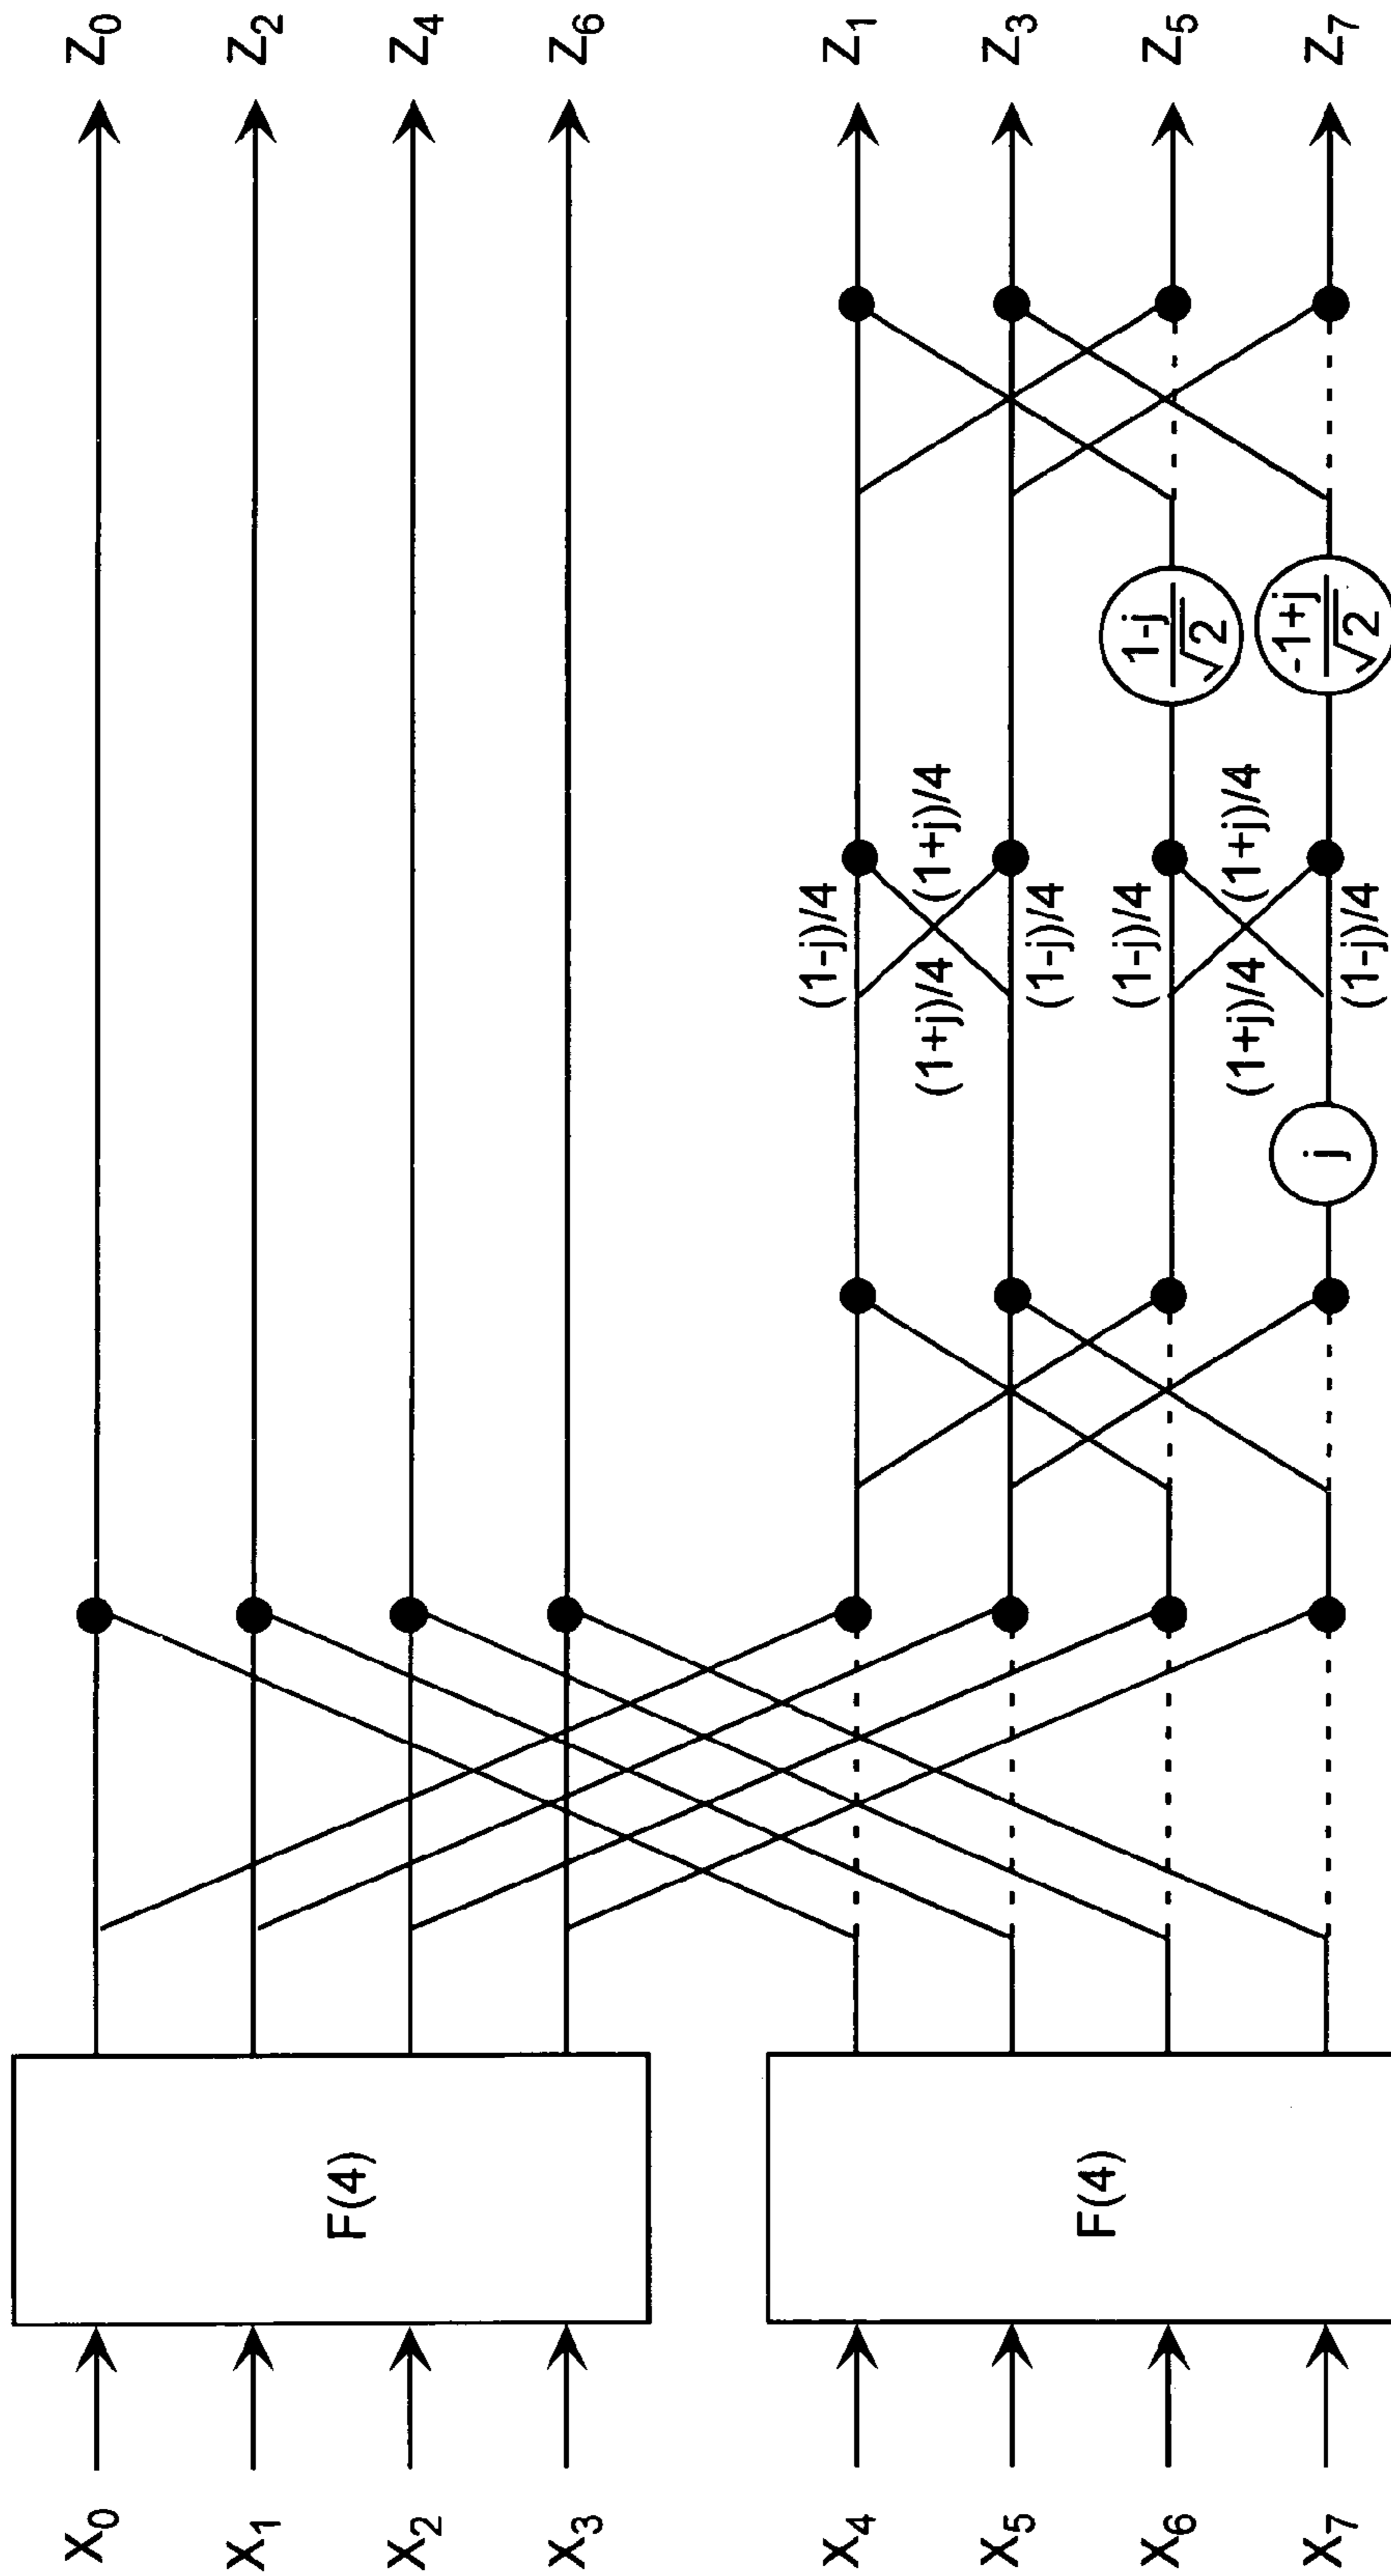 X0
X1
X2
X3
X4
X5
X6
X7
F(4)
F(4)
j
(1-j)/4
(1+j)/4
(1+j)/4
(1-j)/4
(1-j)/4
(1+j)/4
(1+j)/4
(1-j)/4
1-j
√2
-1+j
√2
Z0
Z2
Z4
Z6
Z1
Z3
Z5
Z7